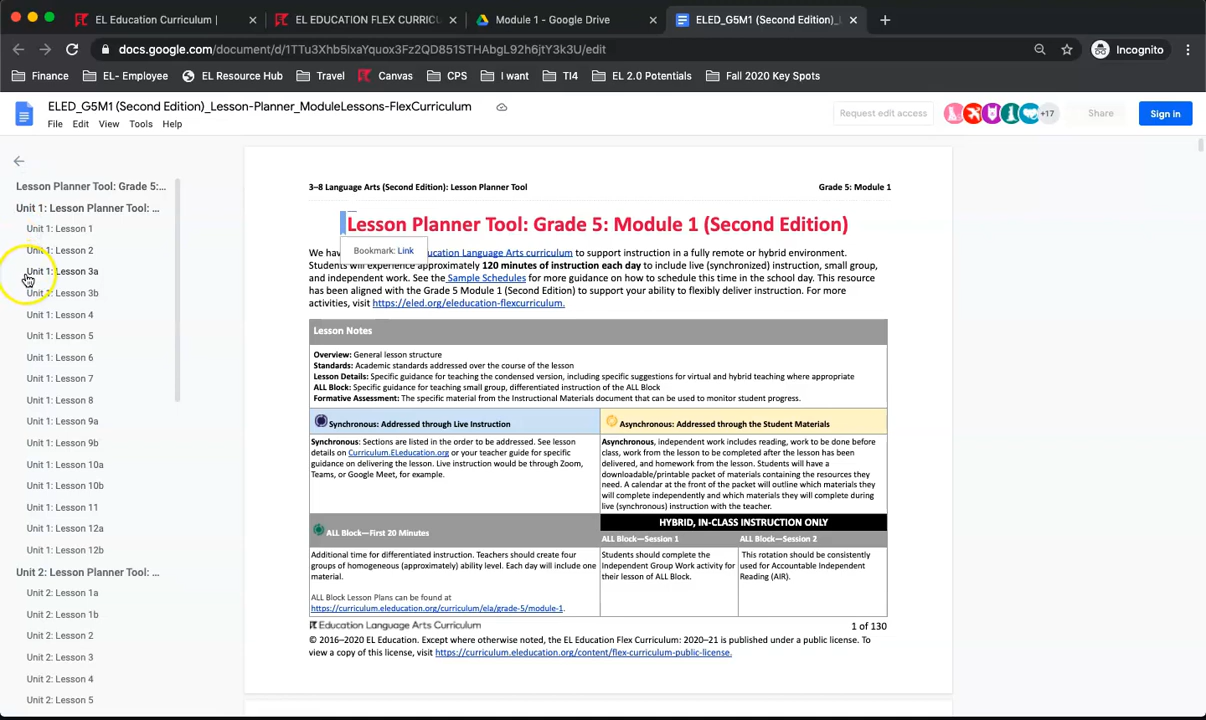 EL Education Curriculum |
EL EDUCATION FLEX CURRICU
Module 1 - Google Drive
ELED_G5M1 (Second Edition)_
docs.google.com/document/d/1TTu3Xhb5lxaYquox3Fz2QD851STHAbgL92h6jtY3k3U/edit
Incognito
Finance
EL- Employee
EL Resource Hub
Travel
Canvas
CPS
I want
TI4
EL 2.0 Potentials
Fall 2020 Key Spots
ELED_G5M1 (Second Edition)_Lesson-Planner_ModuleLessons-FlexCurriculum
File Edit View Tools Help
Request edit access
+17
Share
Sign in
Lesson Planner Tool: Grade 5:...
Unit 1: Lesson Planner Tool: ...
Unit 1: Lesson 1
Unit 1: Lesson 2
Unit 1: Lesson 3a
Unit 1: Lesson 3b
Unit 1: Lesson 4
Unit 1: Lesson 5
Unit 1: Lesson 6
Unit 1: Lesson 7
Unit 1: Lesson 8
Unit 1: Lesson 9a
Unit 1: Lesson 9b
Unit 1: Lesson 10a
Unit 1: Lesson 10b
Unit 1: Lesson 11
Unit 1: Lesson 12a
Unit 1: Lesson 12b
Unit 2: Lesson Planner Tool: ...
Unit 2: Lesson 1a
Unit 2: Lesson 1b
Unit 2: Lesson 2
Unit 2: Lesson 3
Unit 2: Lesson 4
Unit 2: Lesson 5
3–8 Language Arts (Second Edition): Lesson Planner Tool
Grade 5: Module 1
Lesson Planner Tool: Grade 5: Module 1 (Second Edition)
Bookmark: Link
We hav ucation Language Arts curriculum to support instruction in a fully remote or hybrid environment.
Students will experience approximately 120 minutes of instruction each day to include live (synchronized) instruction, small group,
and independent work. See the Sample Schedules for more guidance on how to schedule this time in the school day. This resource
has been aligned with the Grade 5 Module 1 (Second Edition) to support your ability to flexibly deliver instruction. For more
activities, visit https://eled.org/eleducation-flexcurriculum.
Lesson Notes
Overview: General lesson structure
Standards: Academic standards addressed over the course of the lesson
Lesson Details: Specific guidance for teaching the condensed version, including specific suggestions for virtual and hybrid teaching where appropriate
ALL Block: Specific guidance for teaching small group, differentiated instruction of the ALL Block
Formative Assessment: The specific material from the Instructional Materials document that can be used to monitor student progress.
Synchronous: Addressed through Live Instruction
Synchronous: Sections are listed in the order to be addressed. See lesson
details on Curriculum.ELeducation.org or your teacher guide for specific
guidance on delivering the lesson. Live instruction would be through Zoom,
Teams, or Google Meet, for example.
Asynchronous: Addressed through the Student Materials
Asynchronous, independent work includes reading, work to be done before
class, work from the lesson to be completed after the lesson has been
delivered, and homework from the lesson. Students will have a
downloadable/printable packet of materials containing the resources they
need. A calendar at the front of the packet will outline which materials they
will complete independently and which materials they will complete during
live (synchronous) instruction with the teacher.
ALL Block—First 20 Minutes
Additional time for differentiated instruction. Teachers should create four
groups of homogeneous (approximately) ability level. Each day will include one
material.
ALL Block Lesson Plans can be found at
https://curriculum.eleducation.org/curriculum/ela/grade-5/module-1.
HYBRID, IN-CLASS INSTRUCTION ONLY
ALL Block—Session 1
Students should complete the
Independent Group Work activity for
their lesson of ALL Block.
ALL Block—Session 2
This rotation should be consistently
used for Accountable Independent
Reading (AIR).
Education Language Arts Curriculum
1 of 130
© 2016–2020 EL Education. Except where otherwise noted, the EL Education Flex Curriculum: 2020–21 is published under a public license. To
view a copy of this license, visit https://curriculum.eleducation.org/content/flex-curriculum-public-license.